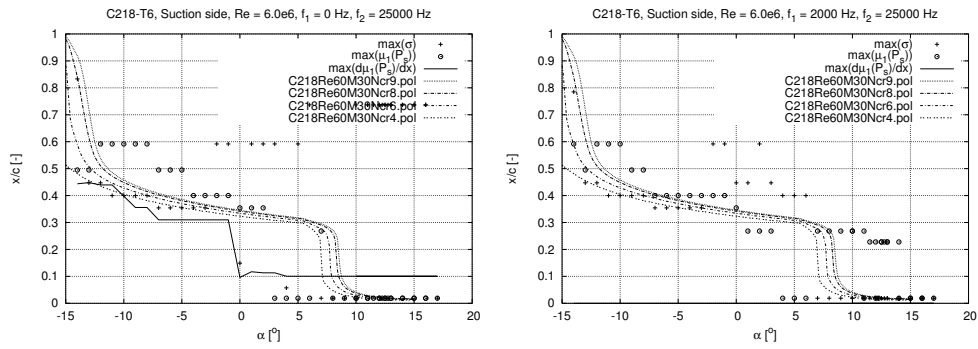 C218-T6, Suction side, Re = 6.0e6, f1 = 0 Hz, f2 = 25000 Hz
max(σ)
max(μ1(Ps))
max(dμ1(Ps)/dx)
C218Re60M30Ncr9.pol
C218Re60M30Ncr8.pol
C218Re60M30Ncr6.pol
C218Re60M30Ncr4.pol
x/c [-]
1
0.9
0.8
0.7
0.6
0.5
0.4
0.3
0.2
0.1
0
-15 -10 -5 0 5 10 15 20
α [°]
C218-T6, Suction side, Re = 6.0e6, f1 = 2000 Hz, f2 = 25000 Hz
max(σ)
max(μ1(Ps))
C218Re60M30Ncr9.pol
C218Re60M30Ncr8.pol
C218Re60M30Ncr6.pol
C218Re60M30Ncr4.pol
x/c [-]
1
0.9
0.8
0.7
0.6
0.5
0.4
0.3
0.2
0.1
0
-15 -10 -5 0 5 10 15 20
α [°]